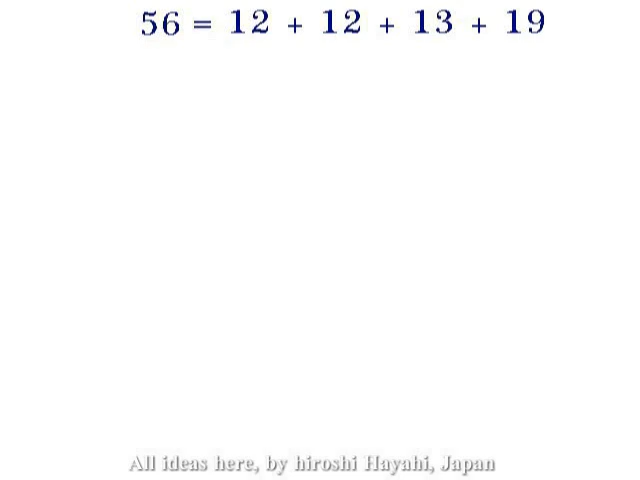 56 = 12 + 12 + 13 + 19
All ideas here, by hiroshi Hayahi, Japan